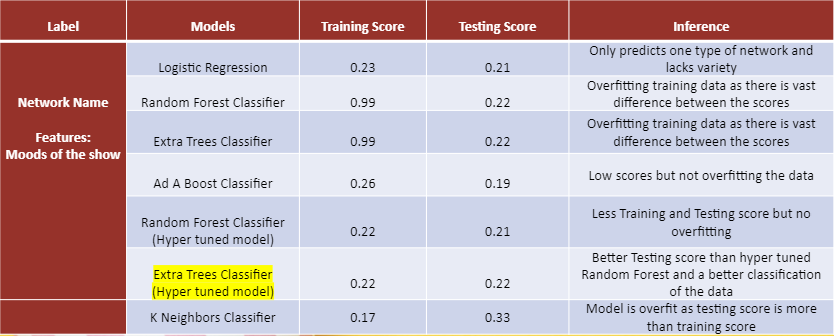 Label Models Training Score Testing Score Inference
Network Name
Features:
Moods of the show
Logistic Regression 0.23 0.21 Only predicts one type of network and
lacks variety
Random Forest Classifier 0.99 0.22 Overfitting training data as there is vast
difference between the scores
Extra Trees Classifier 0.99 0.22 Overfitting training data as there is vast
difference between the scores
Ad A Boost Classifier 0.26 0.19 Low scores but not overfitting the data
Random Forest Classifier
(Hyper tuned model) 0.22 0.21 Less Training and Testing score but no
overfitting
Extra Trees Classifier
(Hyper tuned model) 0.22 0.22 Better Testing score than hyper tuned
Random Forest and a better classification
of the data
K Neighbors Classifier 0.17 0.33 Model is overfit as testing score is more
than training score